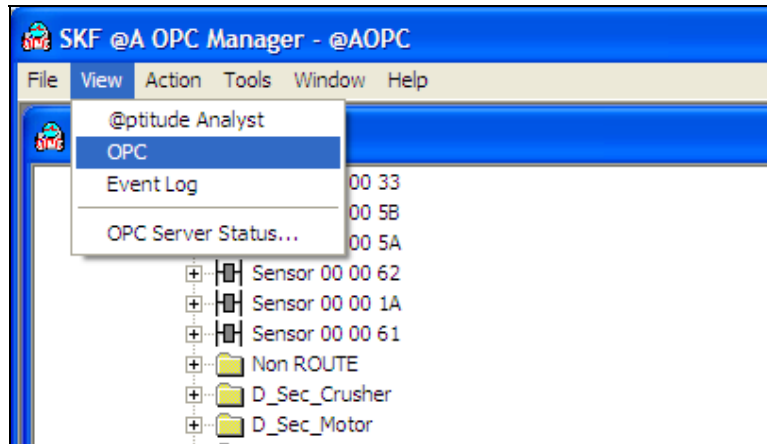 SKF @A OPC Manager - @AOPC
File View Action Tools Window Help
@ptitude Analyst
OPC
Event Log
OPC Server Status...
00 33
00 5B
00 5A
Sensor 00 00 62
Sensor 00 00 1A
Sensor 00 00 61
Non ROUTE
D_Sec_Crusher
D_Sec_Motor